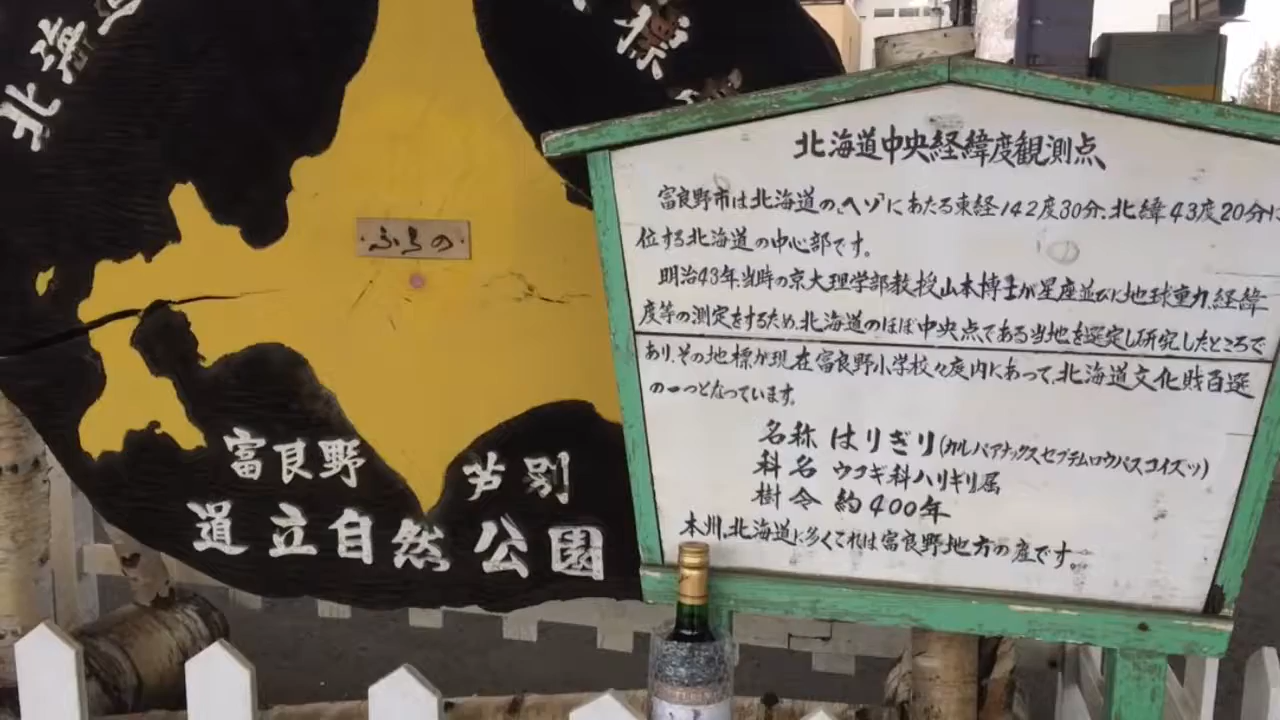 北海
標
ふらの
富良野 芦別
道立自然公園
北海道中央経緯度観測点
富良野市は北海道の、ヘソにあたる東経142度30分、北緯43度20分に
位する北海道の中心部です。
明治43年当時の京大理学部教授山本博士が星座並びに地球重力、経緯
度等の測定をするため、北海道のほぼ中央点である当地を選定し研究したところで
あり、その地標が現在富良野小学校々庭内にあって、北海道文化財百選
の一つとなっています。
名称 はりぎり(カルパアナックスセプテムロウバスコイズツ)
科名 ウコギ科ハリギリ属
樹令 約400年
本州、北海道に多くこれは富良野地方の産です。